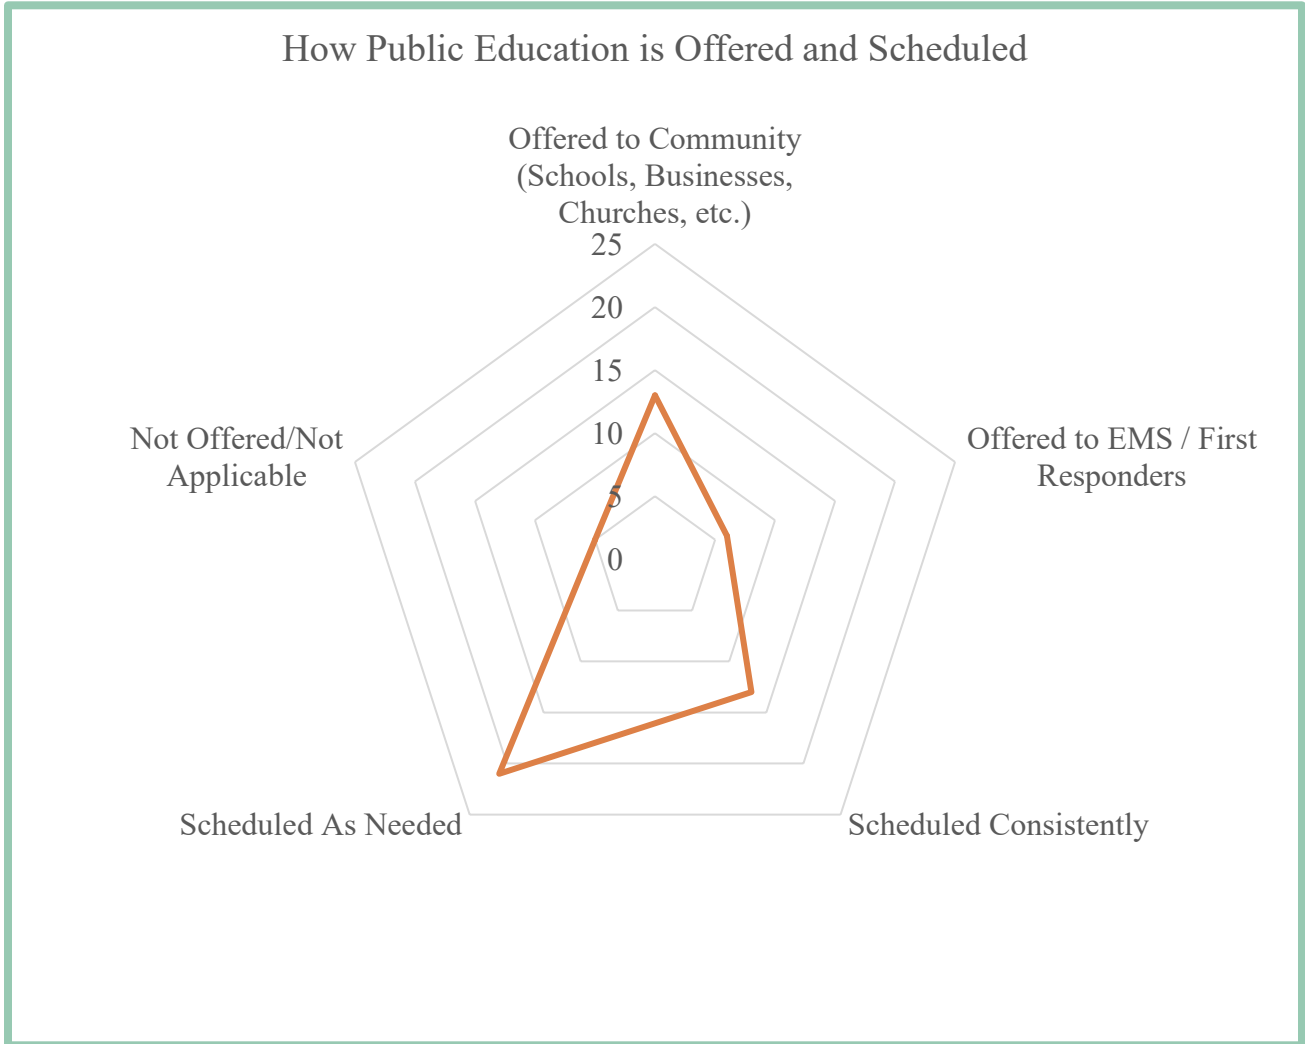 How Public Education is Offered and Scheduled
Offered to Community
(Schools, Businesses,
Churches, etc.)
25
20
15
10
5
0
Not Offered/Not
Applicable
Offered to EMS / First
Responders
Scheduled As Needed
Scheduled Consistently